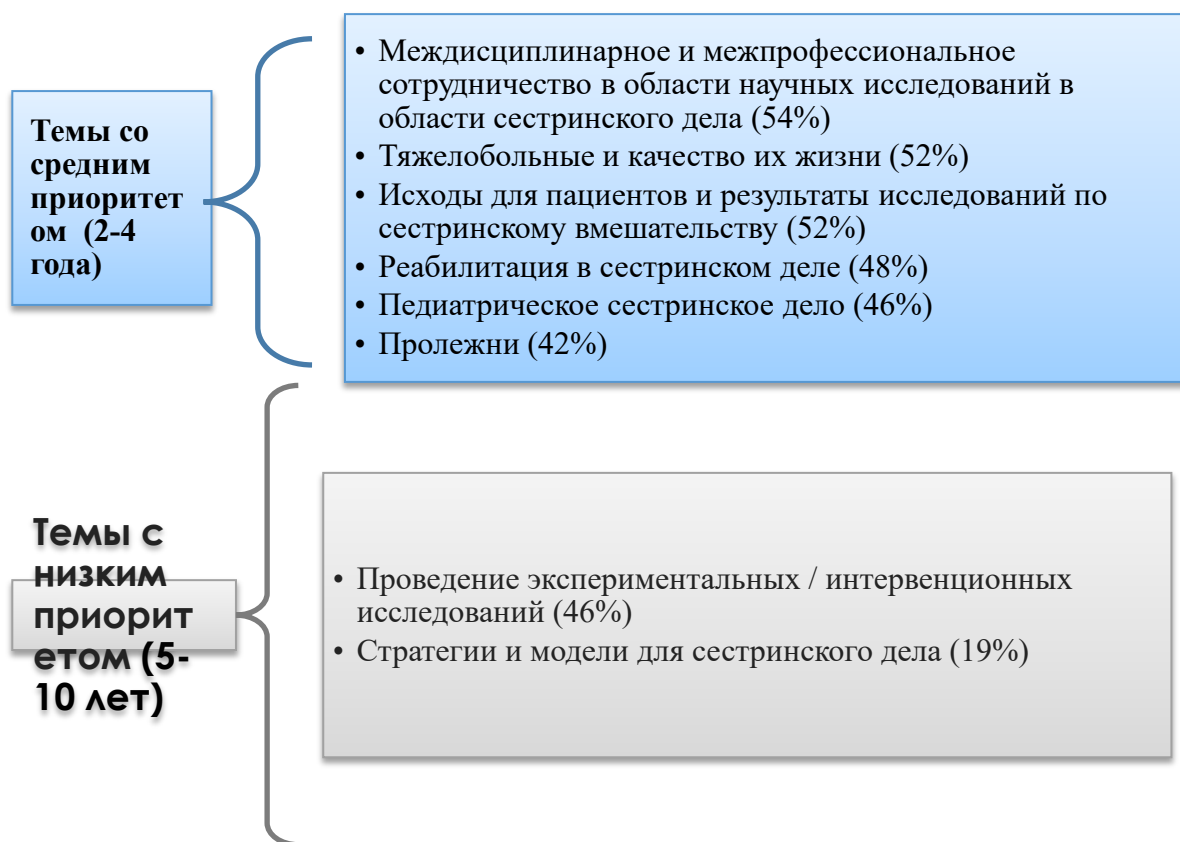 Темы со
средним
приоритет
ом (2-4
года)
• Междисциплинарное и межпрофессиональное
сотрудничество в области научных исследований в
области сестринского дела (54%)
• Тяжелобольные и качество их жизни (52%)
• Исходы для пациентов и результаты исследований по
сестринскому вмешательству (52%)
• Реабилитация в сестринском деле (48%)
• Педиатрическое сестринское дело (46%)
• Пролежни (42%)
Темы с
низким
приорит
етом (5-
10 лет)
• Проведение экспериментальных / интервенционных
исследований (46%)
• Стратегии и модели для сестринского дела (19%)